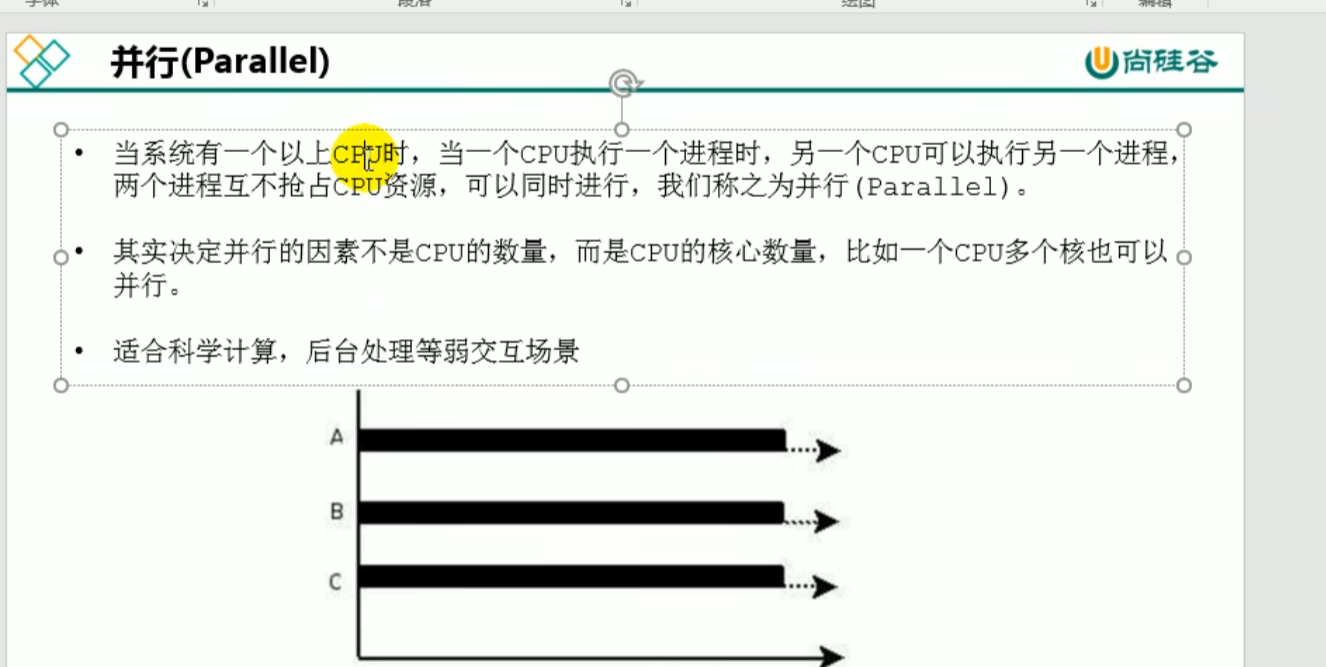 字体 段落 绘图 编辑
并行(Parallel)
尚硅谷
• 当系统有一个以上CPU时，当一个CPU执行一个进程时，另一个CPU可以执行另一个进程，
两个进程互不抢占CPU资源，可以同时进行，我们称之为并行(Parallel)。
• 其实决定并行的因素不是CPU的数量，而是CPU的核心数量，比如一个CPU多个核也可以
并行。
• 适合科学计算，后台处理等弱交互场景
A
B
C